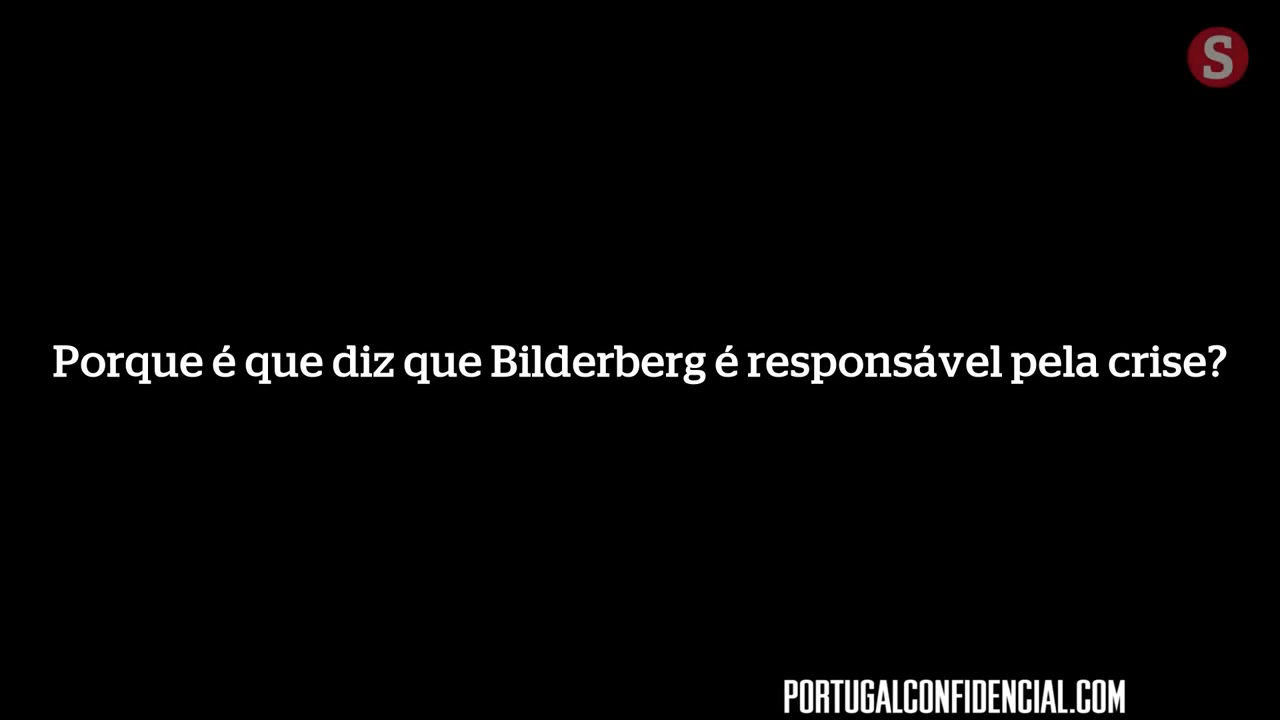 S
Porque é que diz que Bilderberg é responsável pela crise?
PORTUGALCONFIDENCIAL.COM